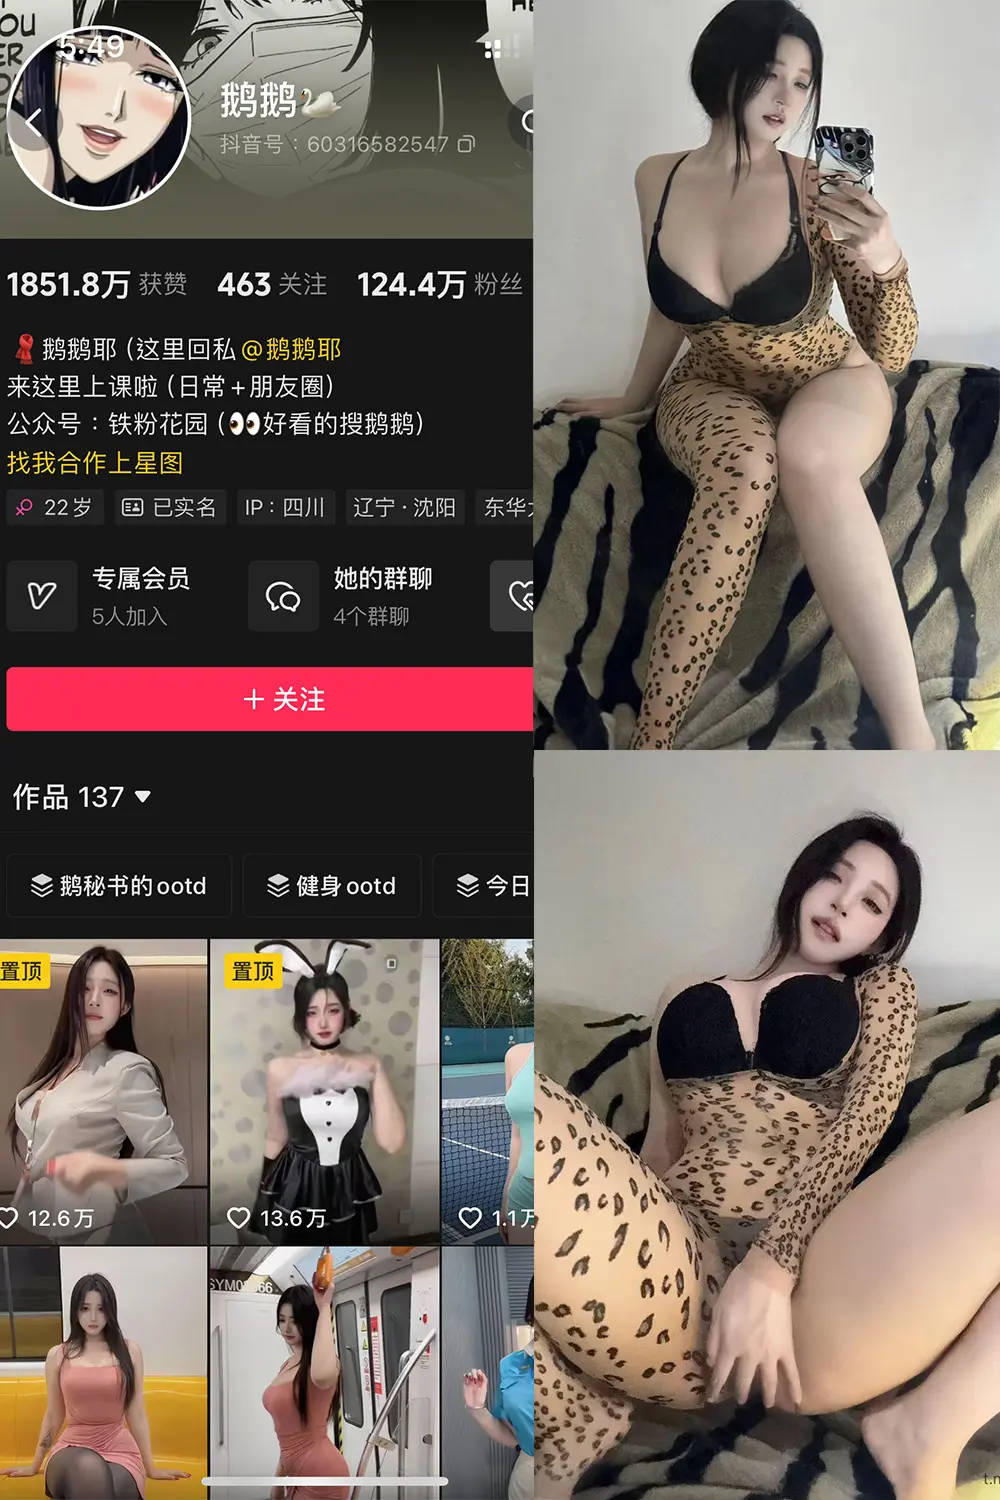 OU
ER
5:49
鹅鹅🦢
抖音号：60316582547
1851.8万 获赞 463 关注 124.4万 粉丝
🧣鹅鹅耶（这里回私@鹅鹅耶
来这里上课啦（日常+朋友圈）
公众号：铁粉花园（👀好看的搜鹅鹅）
找我合作上星图
22岁 已实名 IP：四川 辽宁·沈阳 东华
专属会员 她的群聊
5人加入 4个群聊
+ 关注
作品 137
鹅秘书的ootd 健身ootd 今日
置顶 置顶
12.6万 13.6万 1.1万